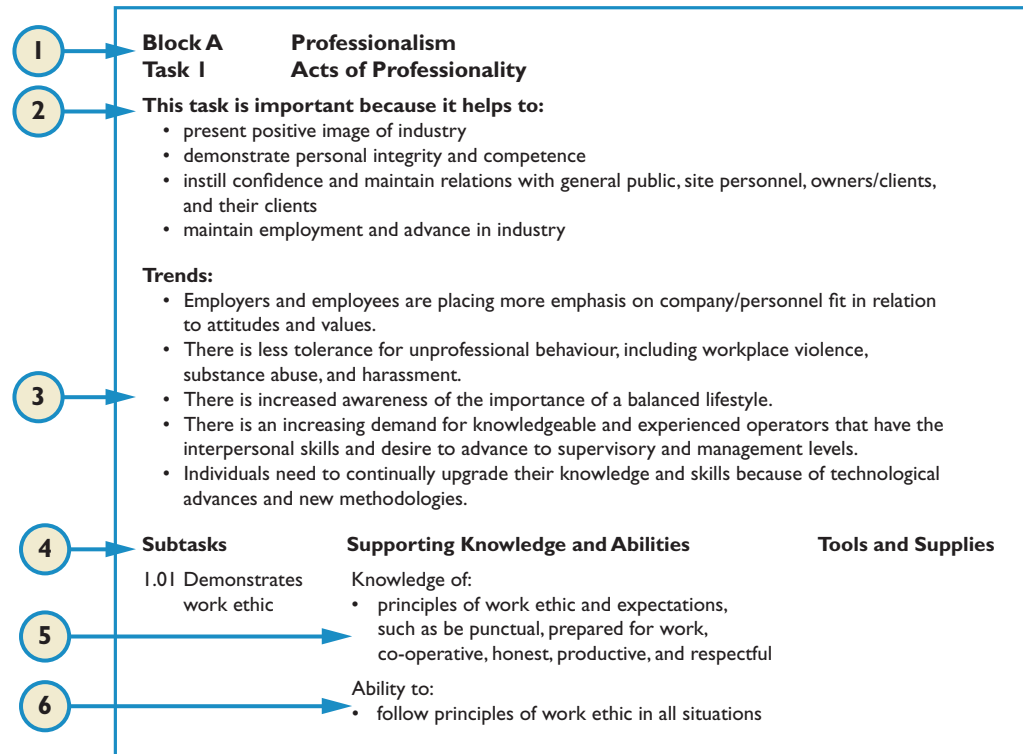 1
Block A Professionalism
Task 1 Acts of Professionality
2
This task is important because it helps to:
• present positive image of industry
• demonstrate personal integrity and competence
• instill confidence and maintain relations with general public, site personnel, owners/clients,
and their clients
• maintain employment and advance in industry
Trends:
• Employers and employees are placing more emphasis on company/personnel fit in relation
to attitudes and values.
• There is less tolerance for unprofessional behaviour, including workplace violence,
substance abuse, and harassment.
3
• There is increased awareness of the importance of a balanced lifestyle.
• There is an increasing demand for knowledgeable and experienced operators that have the
interpersonal skills and desire to advance to supervisory and management levels.
• Individuals need to continually upgrade their knowledge and skills because of technological
advances and new methodologies.
4
Subtasks Supporting Knowledge and Abilities Tools and Supplies
1.01 Demonstrates
work ethic
Knowledge of:
• principles of work ethic and expectations,
such as be punctual, prepared for work,
co-operative, honest, productive, and respectful
5
Ability to:
• follow principles of work ethic in all situations
6